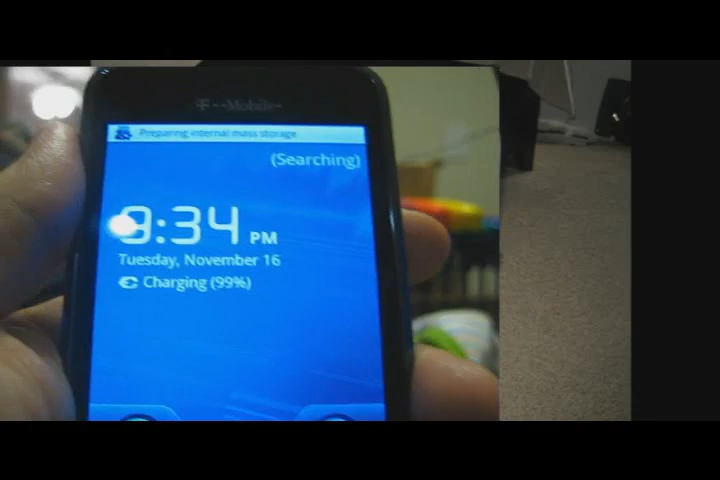 T-Mobile
Preparing internal mass storage
(Searching)
9:34 PM
Tuesday, November 16
Charging (99%)